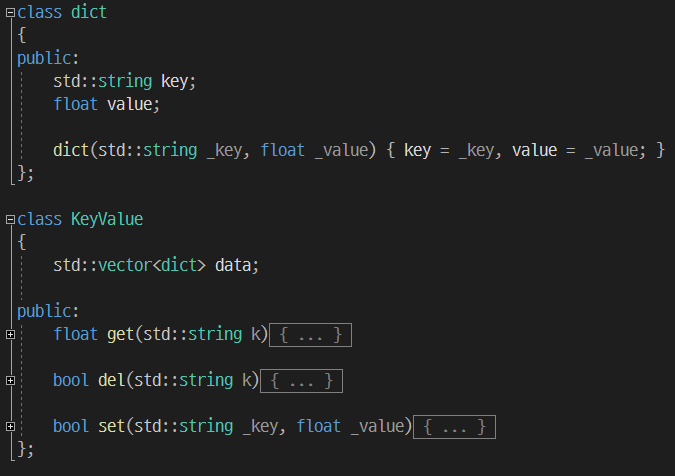 class dict
{
public:
    std::string key;
    float value;

    dict(std::string _key, float _value) { key = _key, value = _value; }
};

class KeyValue
{
    std::vector<dict> data;

public:
    float get(std::string k){ ... }

    bool del(std::string k){ ... }

    bool set(std::string _key, float _value){ ... }
};